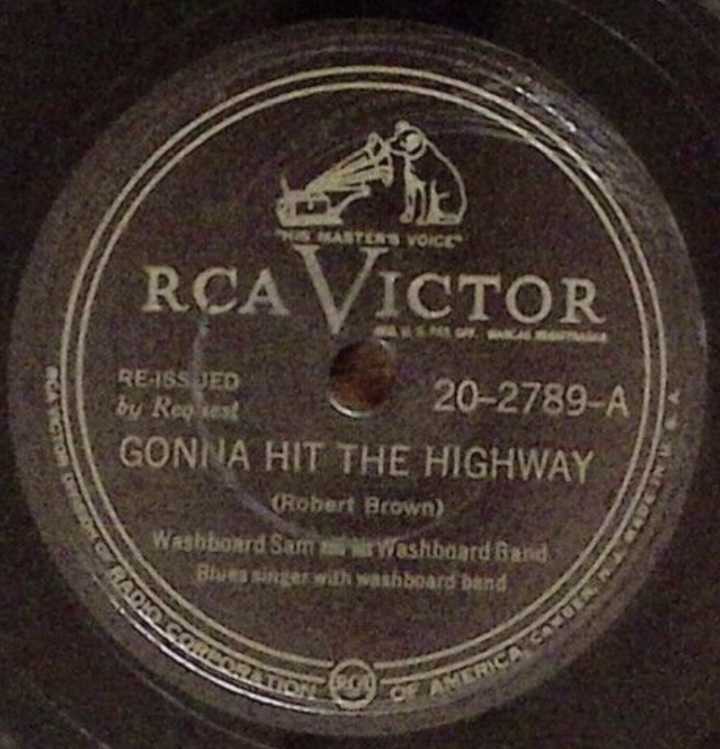 "HIS MASTER'S VOICE"
RCA VICTOR
RE-ISSUED
by Request
20-2789-A
GONNA HIT THE HIGHWAY
(Robert Brown)
Washboard Sam and his Washboard Band
Blues singer with washboard band
RCA VICTOR DIVISION OF RADIO CORPORATION OF AMERICA, CAMDEN, N.J. MADE IN U.S.A.
RCA